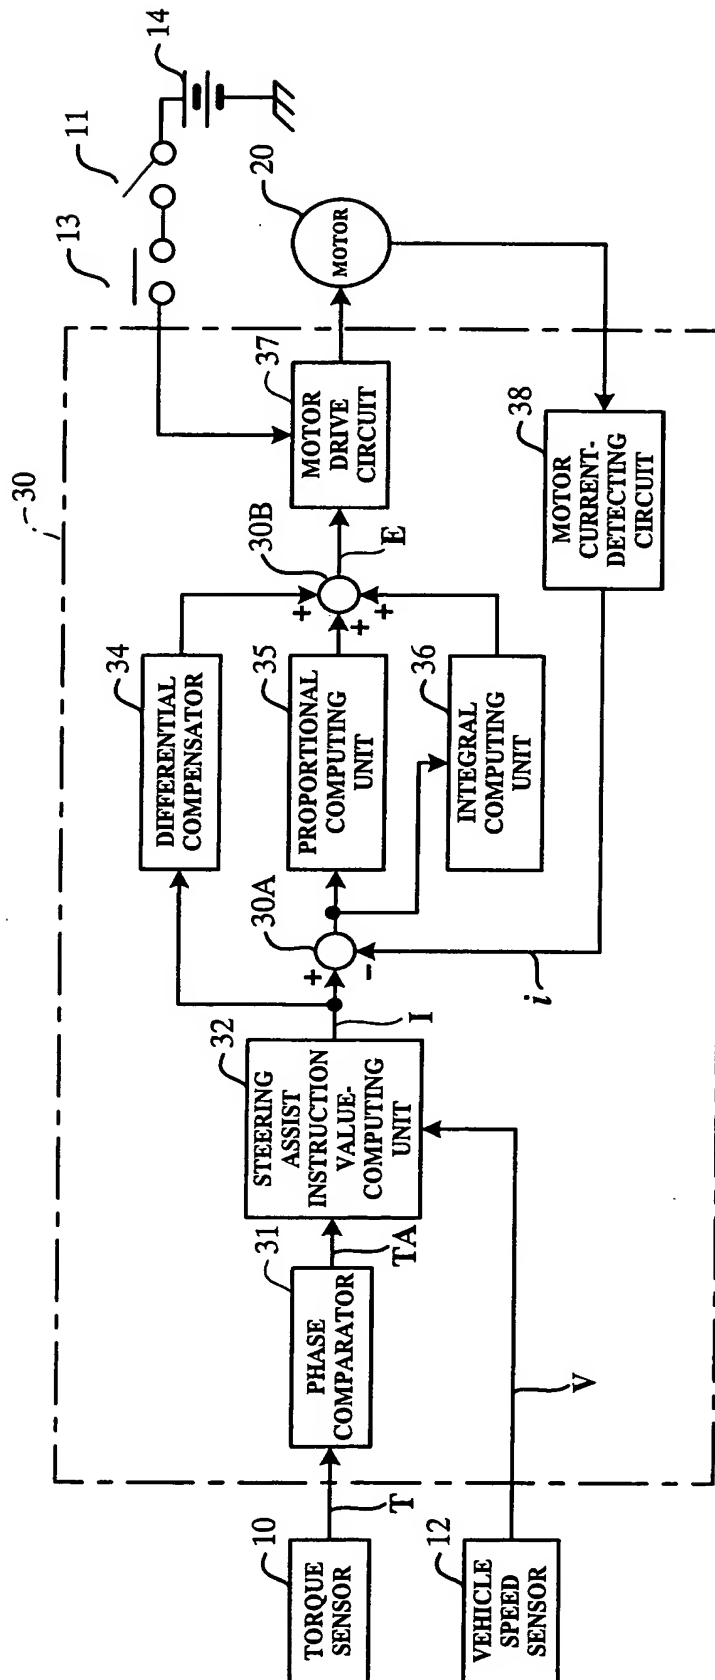 10
TORQUE
SENSOR
T
12
VEHICLE
SPEED
SENSOR
V
30
31
PHASE
COMPARATOR
TA
32
STEERING
ASSIST
INSTRUCTION
VALUE-
COMPUTING
UNIT
I
30A
+
-
i
34
DIFFERENTIAL
COMPENSATOR
35
PROPORTIONAL
COMPUTING
UNIT
36
INTEGRAL
COMPUTING
UNIT
30B
+
+
+
E
37
MOTOR
DRIVE
CIRCUIT
38
MOTOR
CURRENT-
DETECTING
CIRCUIT
13
11
14
20
MOTOR